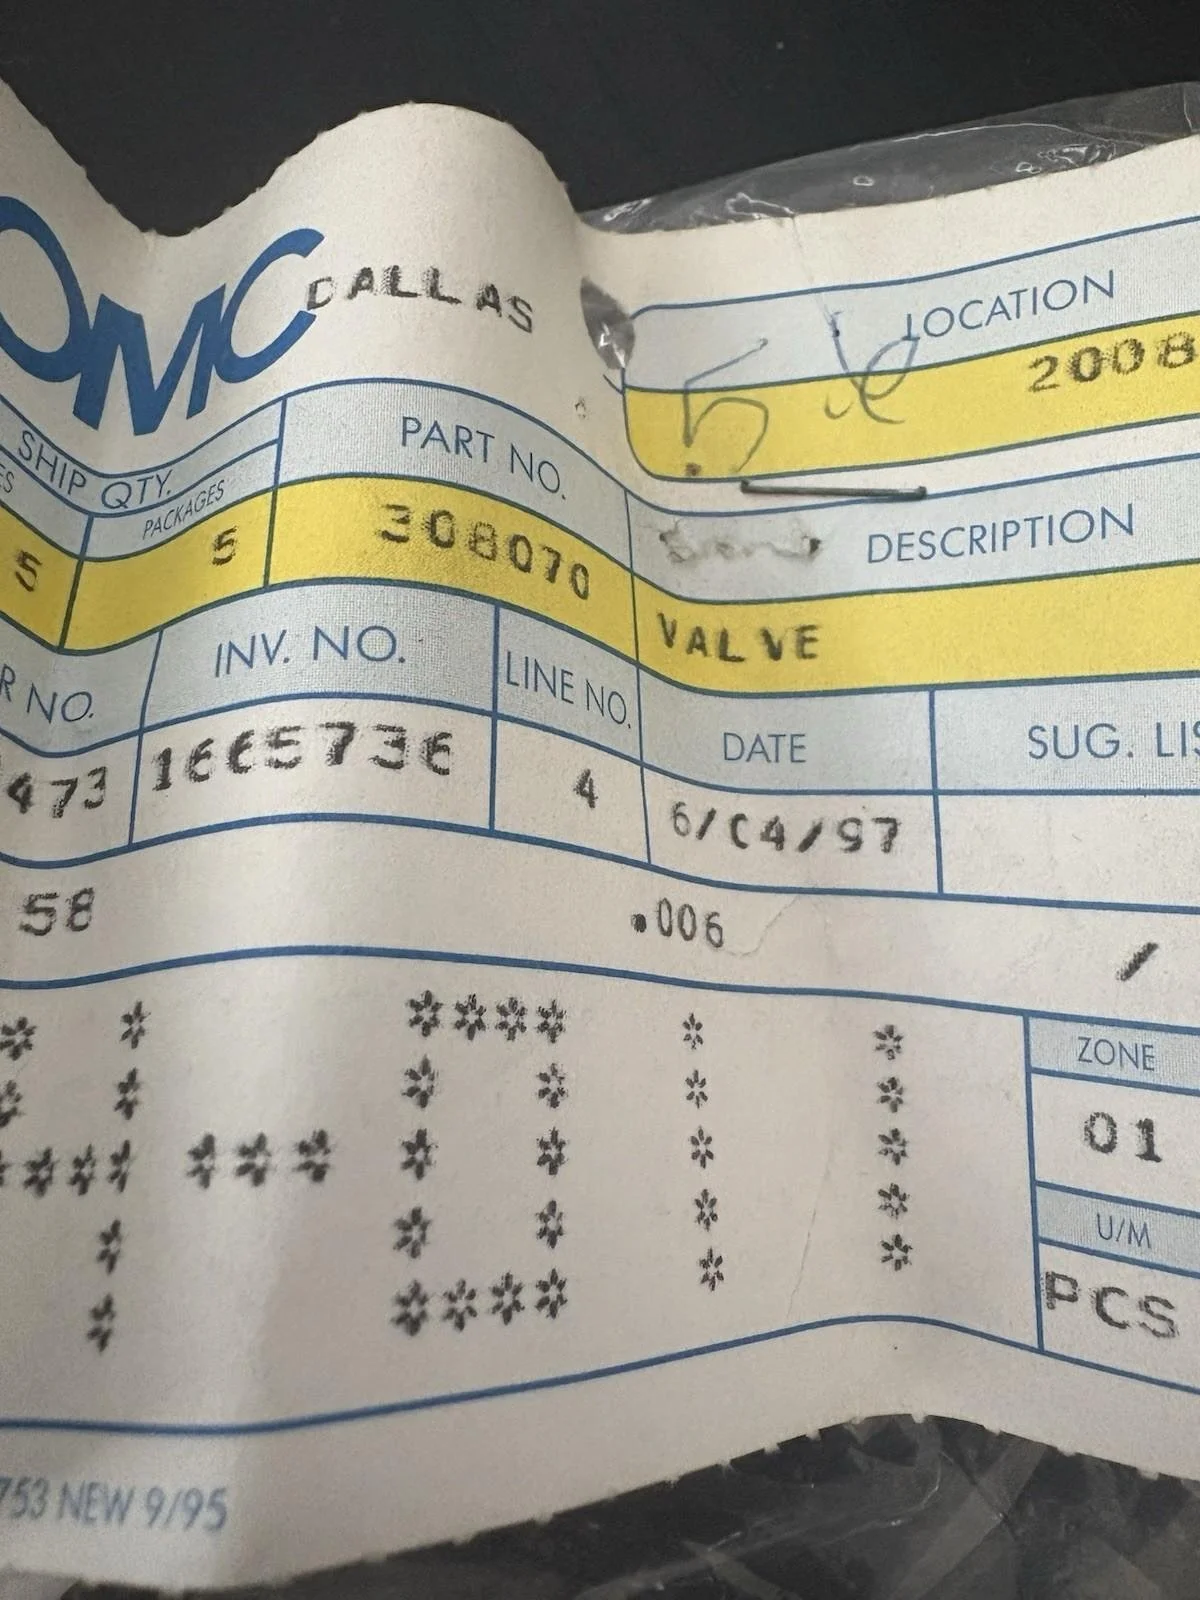 OMC DALLAS
LOCATION
2008
SHIP QTY.
PART NO.
PACKAGES
5 5 308070
DESCRIPTION
VALVE
R NO. INV. NO. LINE NO. DATE SUG. LIS
473 1665736 4 6/04/97
58 .006 /
ZONE
01
U/M
PCS
753 NEW 9/95